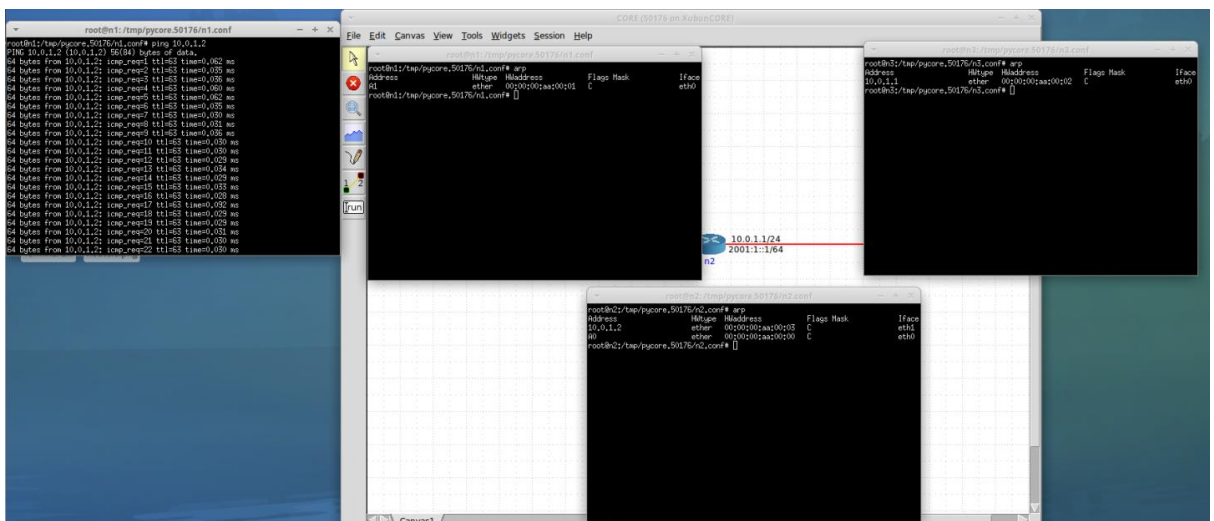 CORE (50176 on XubunCORE)
File Edit Canvas View Tools Widgets Session Help
root@n1: /tmp/pycore.50176/n1.conf
root@n1:/tmp/pycore.50176/n1.conf# ping 10.0.1.2
PING 10.0.1.2 (10.0.1.2) 56(84) bytes of data.
64 bytes from 10.0.1.2: icmp_req=1 ttl=63 time=0.062 ms
64 bytes from 10.0.1.2: icmp_req=2 ttl=63 time=0.035 ms
64 bytes from 10.0.1.2: icmp_req=3 ttl=63 time=0.036 ms
64 bytes from 10.0.1.2: icmp_req=4 ttl=63 time=0.060 ms
64 bytes from 10.0.1.2: icmp_req=5 ttl=63 time=0.062 ms
64 bytes from 10.0.1.2: icmp_req=6 ttl=63 time=0.035 ms
64 bytes from 10.0.1.2: icmp_req=7 ttl=63 time=0.030 ms
64 bytes from 10.0.1.2: icmp_req=8 ttl=63 time=0.031 ms
64 bytes from 10.0.1.2: icmp_req=9 ttl=63 time=0.036 ms
64 bytes from 10.0.1.2: icmp_req=10 ttl=63 time=0.030 ms
64 bytes from 10.0.1.2: icmp_req=11 ttl=63 time=0.030 ms
64 bytes from 10.0.1.2: icmp_req=12 ttl=63 time=0.029 ms
64 bytes from 10.0.1.2: icmp_req=13 ttl=63 time=0.034 ms
64 bytes from 10.0.1.2: icmp_req=14 ttl=63 time=0.029 ms
64 bytes from 10.0.1.2: icmp_req=15 ttl=63 time=0.033 ms
64 bytes from 10.0.1.2: icmp_req=16 ttl=63 time=0.028 ms
64 bytes from 10.0.1.2: icmp_req=17 ttl=63 time=0.092 ms
64 bytes from 10.0.1.2: icmp_req=18 ttl=63 time=0.029 ms
64 bytes from 10.0.1.2: icmp_req=19 ttl=63 time=0.029 ms
64 bytes from 10.0.1.2: icmp_req=20 ttl=63 time=0.031 ms
64 bytes from 10.0.1.2: icmp_req=21 ttl=63 time=0.030 ms
64 bytes from 10.0.1.2: icmp_req=22 ttl=63 time=0.030 ms
1 2
run
root@n1: /tmp/pycore.50176/n1.conf
root@n1:/tmp/pycore.50176/n1.conf# arp
Address HWtype HWaddress Flags Mask Iface
A1 ether 00:00:00:aa:00:01 C eth0
root@n1:/tmp/pycore.50176/n1.conf#
root@n3: /tmp/pycore.50176/n3.conf
root@n3:/tmp/pycore.50176/n3.conf# arp
Address HWtype HWaddress Flags Mask Iface
10.0.1.1 ether 00:00:00:aa:00:02 C eth0
root@n3:/tmp/pycore.50176/n3.conf#
10.0.1.1/24
2001:1::1/64
n2
root@n2: /tmp/pycore.50176/n2.conf
root@n2:/tmp/pycore.50176/n2.conf# arp
Address HWtype HWaddress Flags Mask Iface
10.0.1.2 ether 00:00:00:aa:00:03 C eth1
A0 ether 00:00:00:aa:00:00 C eth0
root@n2:/tmp/pycore.50176/n2.conf#
Canvas1